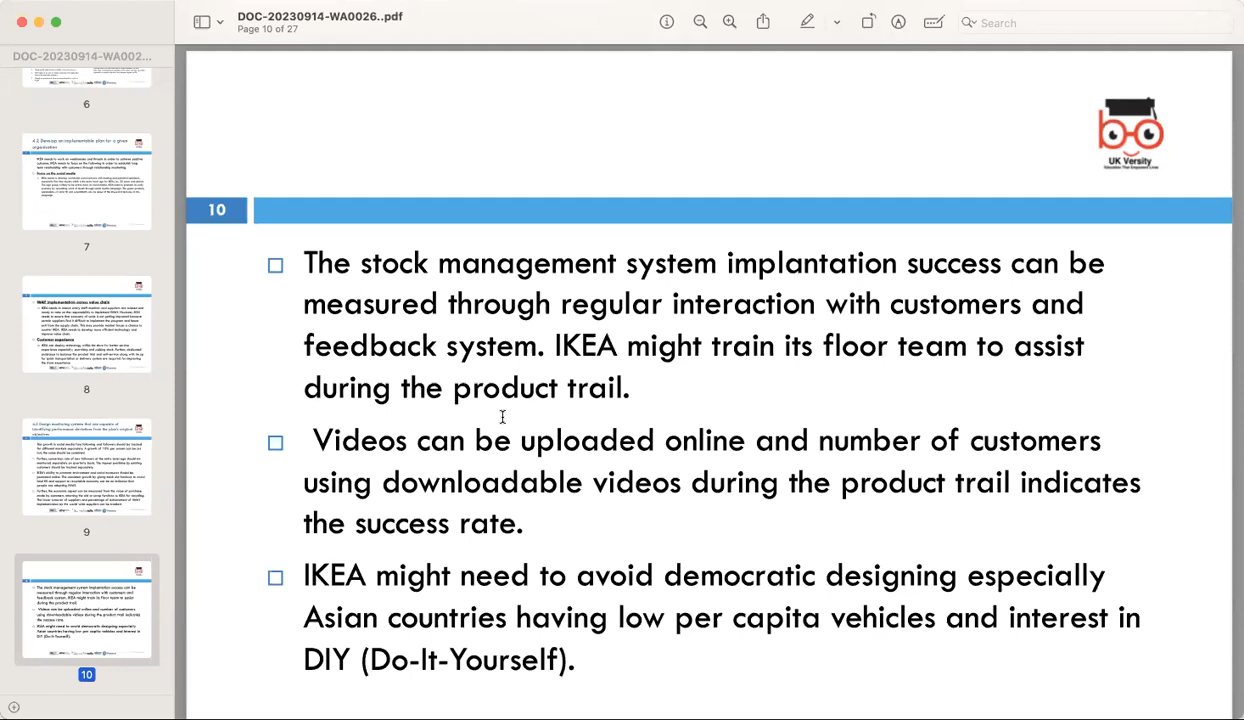 DOC-20230914-WA0026..pdf
Page 10 of 27
Search
DOC-20230914-WA002...
6
7
8
9
10
UK Versity
10
The stock management system implantation success can be
measured through regular interaction with customers and
feedback system. IKEA might train its floor team to assist
during the product trail.
Videos can be uploaded online and number of customers
using downloadable videos during the product trail indicates
the success rate.
IKEA might need to avoid democratic designing especially
Asian countries having low per capita vehicles and interest in
DIY (Do-It-Yourself).